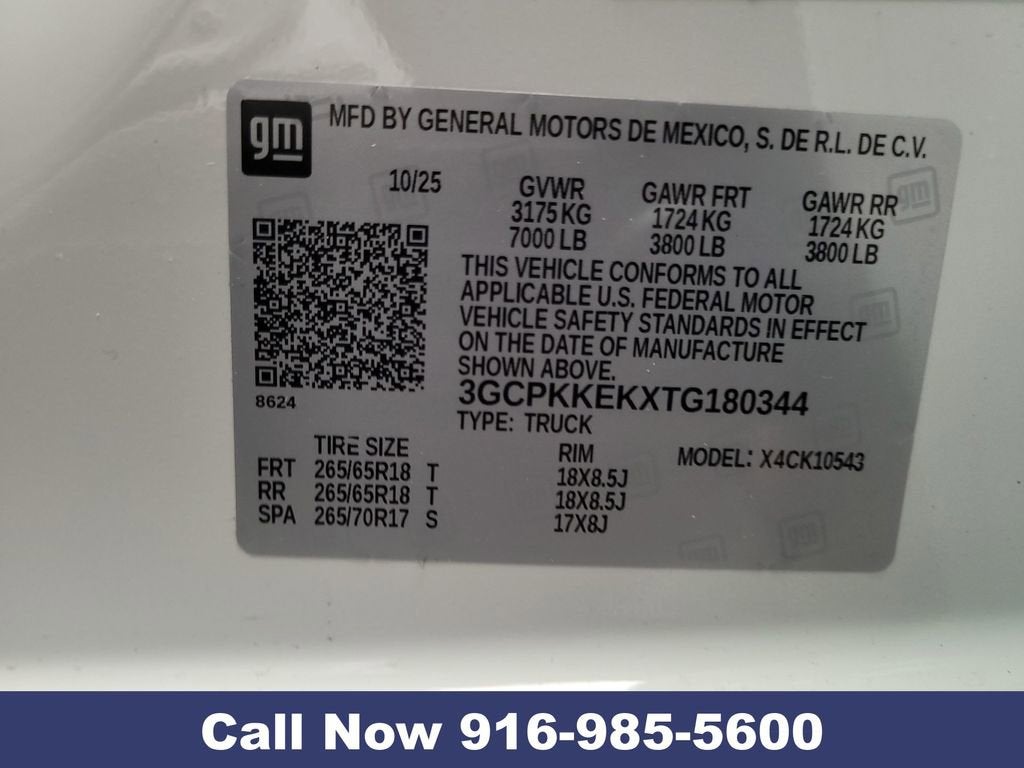 gm
MFD BY GENERAL MOTORS DE MEXICO, S. DE R.L. DE C.V.
10/25
GVWR GAWR FRT GAWR RR
3175 KG 1724 KG 1724 KG
7000 LB 3800 LB 3800 LB
THIS VEHICLE CONFORMS TO ALL
APPLICABLE U.S. FEDERAL MOTOR
VEHICLE SAFETY STANDARDS IN EFFECT
ON THE DATE OF MANUFACTURE
SHOWN ABOVE.
8624
3GCPKKEKXTG180344
TYPE: TRUCK
TIRE SIZE RIM MODEL: X4CK10543
FRT 265/65R18 T 18X8.5J
RR 265/65R18 T 18X8.5J
SPA 265/70R17 S 17X8J
Call Now 916-985-5600